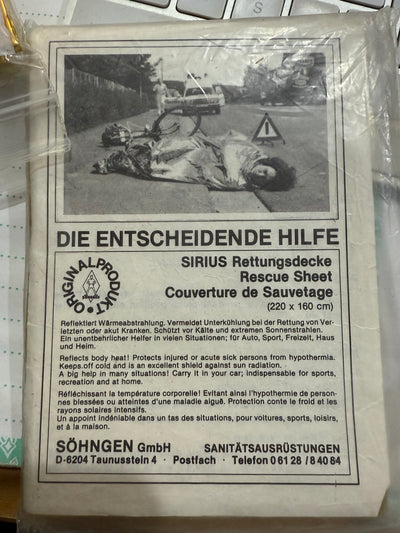 DIE ENTSCHEIDENDE HILFE
ORIGINALPRODUKT
SIRIUS Rettungsdecke
Rescue Sheet
Couverture de Sauvetage
(220 x 160 cm)
Reflektiert Wärmeabstrahlung. Vermeidet Unterkühlung bei der Rettung von Ver-
letzten oder akut Kranken. Schützt vor Kälte und extremen Sonnenstrahlen.
Ein unentbehrlicher Helfer in vielen Situationen; für Auto, Sport, Freizeit, Haus
und Heim.
Reflects body heat! Protects injured or acute sick persons from hypothermia.
Keeps.off cold and is an excellent shield against sun radiation.
A big help in many situations! Carry it in your car; indispensable for sports,
recreation and at home.
Réfléchissant la température corporelle! Evitant ainsi l'hypothermie de person-
nes blessées ou atteintes d'une maladie aiguë. Protection conte le froid et les
rayons solaires intensifs.
Un appoint indéniable dans un tas des situations, pour voitures, sports, loisirs,
et à la maison.
SÖHNGEN GmbH SANITÄTSAUSRÜSTUNGEN
D-6204 Taunusstein 4 · Postfach · Telefon 0 61 28 / 8 40 84